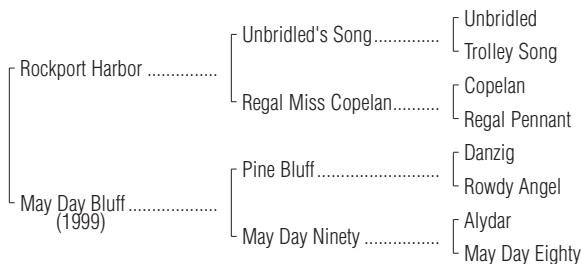 Unbridled
Unbridled's Song..............
Trolley Song
Rockport Harbor ...............
Copelan
Regal Miss Copelan..........
Regal Pennant
Danzig
Pine Bluff..........................
Rowdy Angel
May Day Bluff...................
(1999)
Alydar
May Day Ninety ................
May Day Eighty